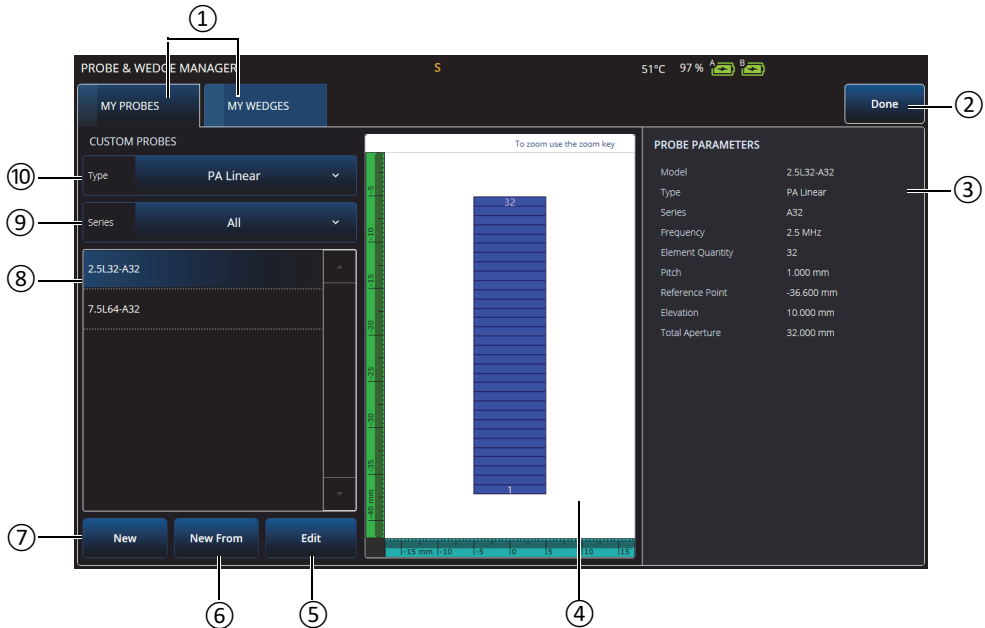 ①
PROBE & WEDGE MANAGER S 51°C 97 % A B
MY PROBES MY WEDGES Done ②
CUSTOM PROBES To zoom use the zoom key PROBE PARAMETERS
⑩ Type PA Linear
⑨ Series All
⑧ 2.5L32-A32
7.5L64-A32
⑦ New New From Edit
⑥ ⑤ ④
-5
-10
-15
-20
-25
-30
-35
-40 mm
32
1
-15 mm -10 -5 0 5 10 15
Model 2.5L32-A32
Type PA Linear ③
Series A32
Frequency 2.5 MHz
Element Quantity 32
Pitch 1.000 mm
Reference Point -36.600 mm
Elevation 10.000 mm
Total Aperture 32.000 mm